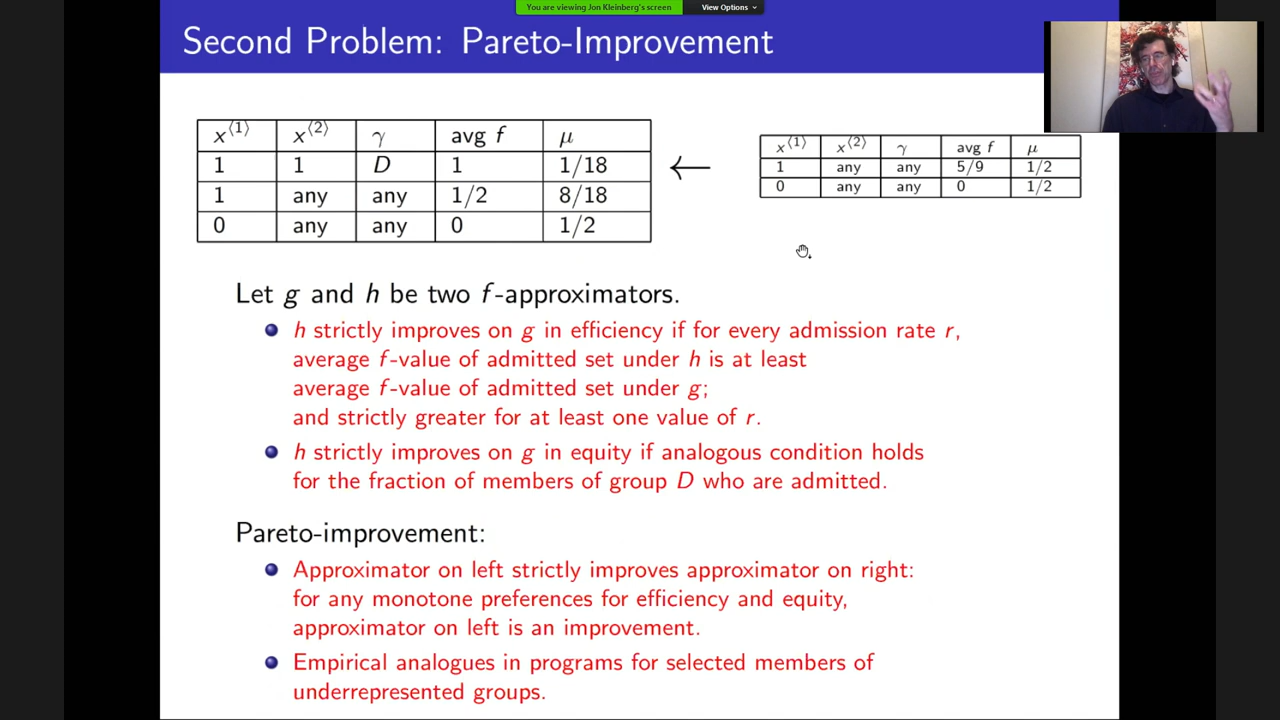 You are viewing Jon Kleinberg's screen View Options
Second Problem: Pareto-Improvement
x⟨1⟩ x⟨2⟩ γ avg f μ
1 1 D 1 1/18
1 any any 1/2 8/18
0 any any 0 1/2
←
x⟨1⟩ x⟨2⟩ γ avg f μ
1 any any 5/9 1/2
0 any any 0 1/2
Let g and h be two f-approximators.
h strictly improves on g in efficiency if for every admission rate r,
average f-value of admitted set under h is at least
average f-value of admitted set under g;
and strictly greater for at least one value of r.
h strictly improves on g in equity if analogous condition holds
for the fraction of members of group D who are admitted.
Pareto-improvement:
Approximator on left strictly improves approximator on right:
for any monotone preferences for efficiency and equity,
approximator on left is an improvement.
Empirical analogues in programs for selected members of
underrepresented groups.